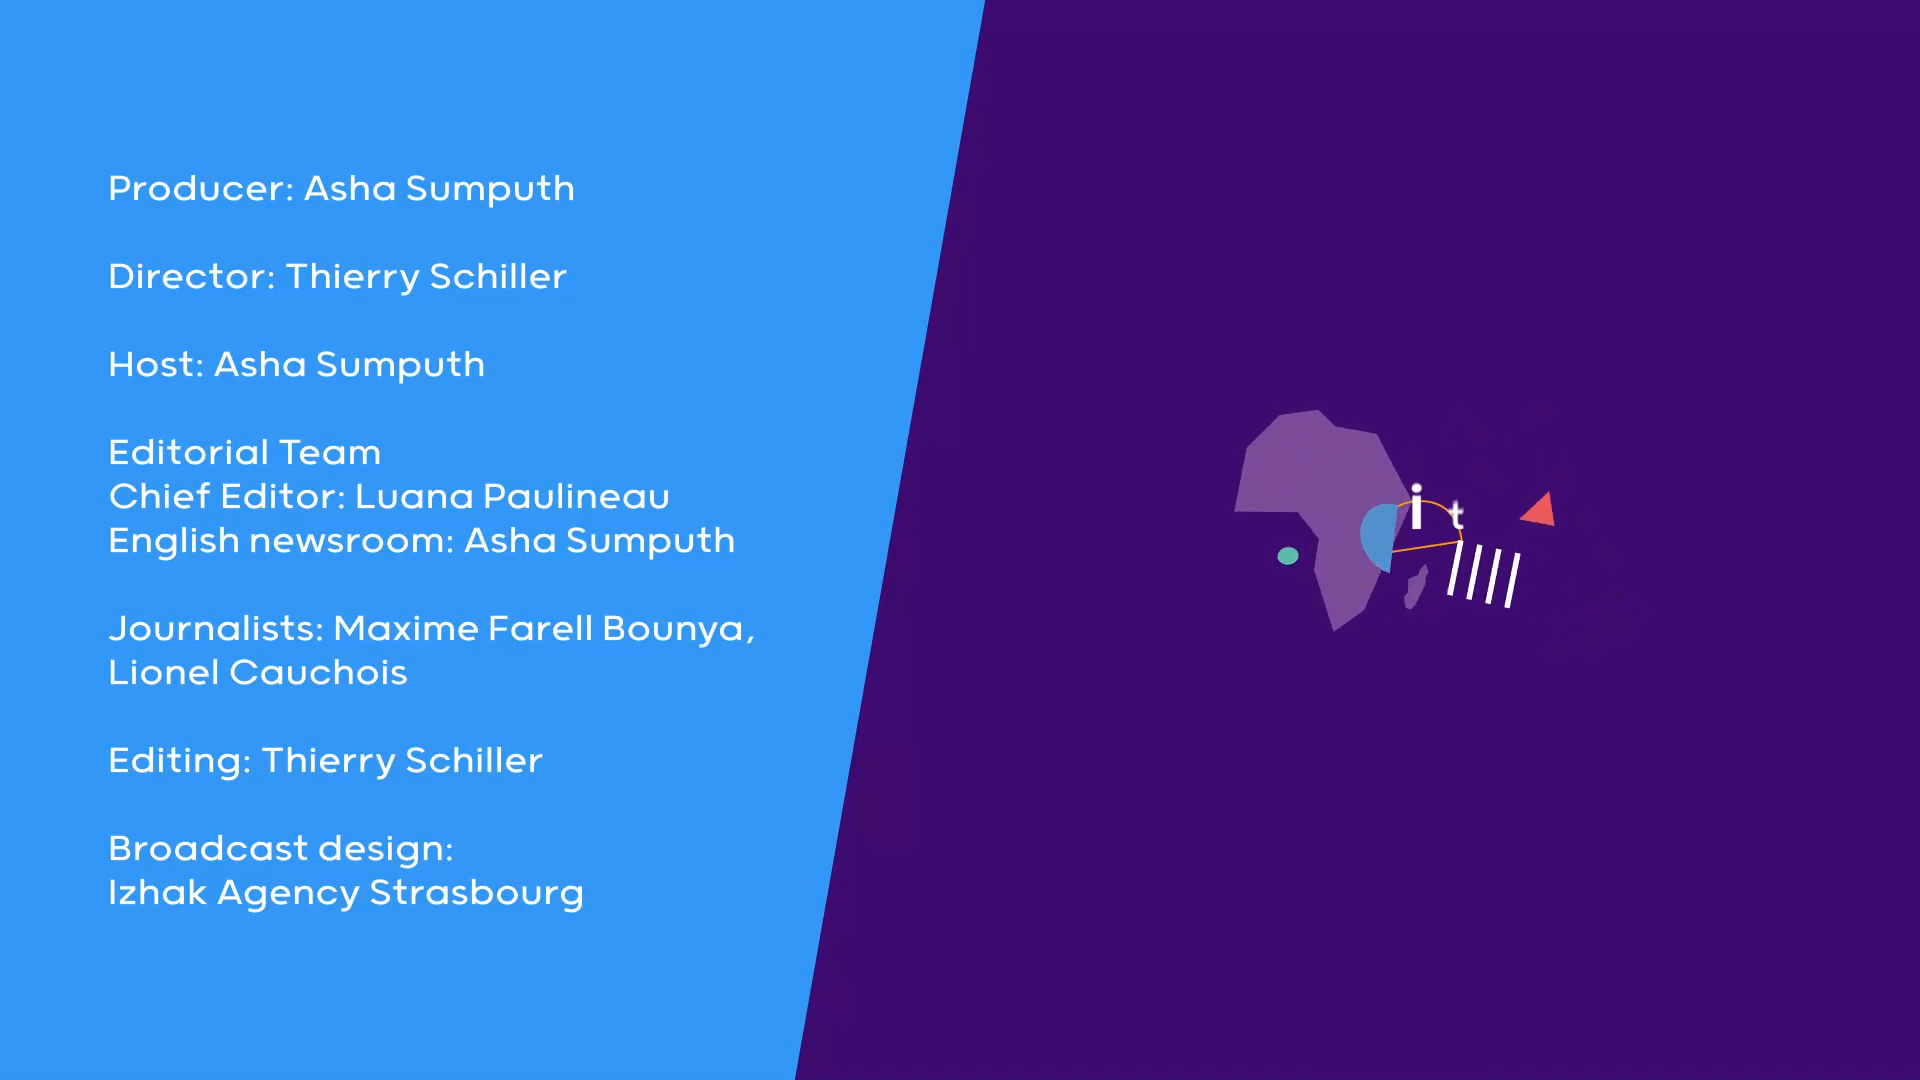 Producer: Asha Sumputh
Director: Thierry Schiller
Host: Asha Sumputh
Editorial Team
Chief Editor: Luana Paulineau
English newsroom: Asha Sumputh
Journalists: Maxime Farell Bounya,
Lionel Cauchois
Editing: Thierry Schiller
Broadcast design:
Izhak Agency Strasbourg
i t